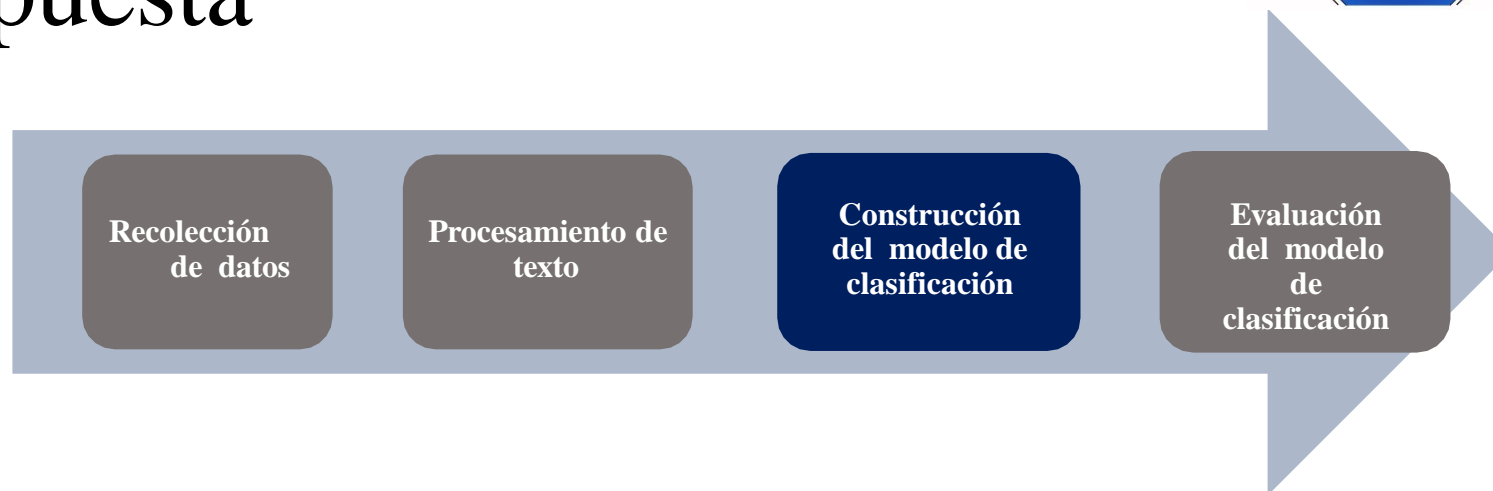 puesta
Recolección
de datos
Procesamiento de
texto
Construcción
del modelo de
clasificación
Evaluación
del modelo
de
clasificación